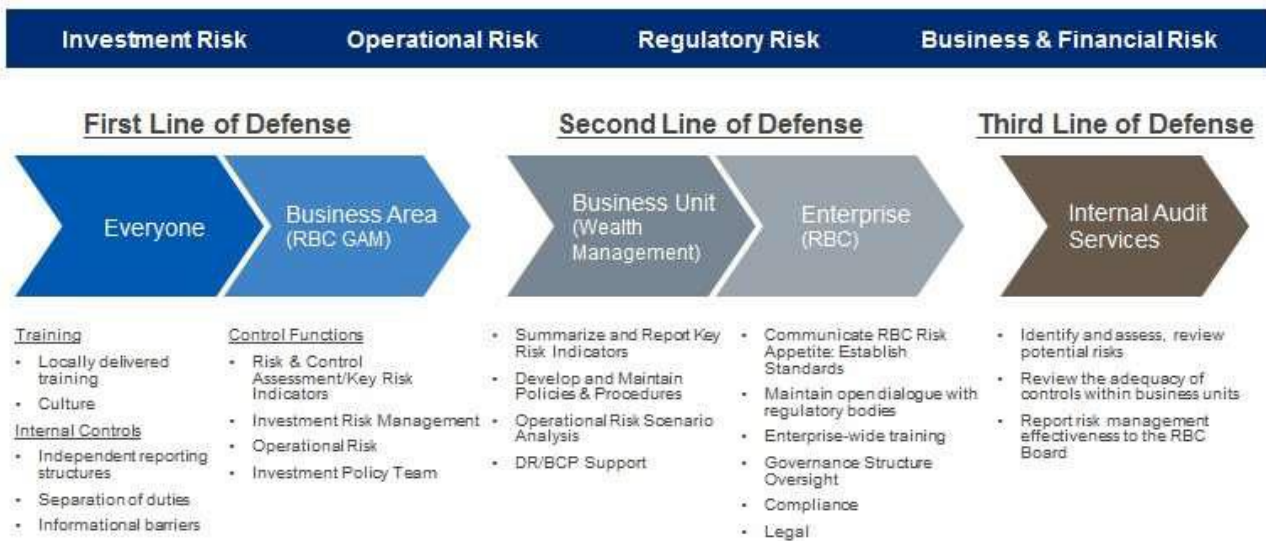 Investment Risk Operational Risk Regulatory Risk Business & Financial Risk
First Line of Defense
Second Line of Defense
Third Line of Defense
Everyone
Business Area
(RBC GAM)
Business Unit
(Wealth
Management)
Enterprise
(RBC)
Internal Audit
Services
Training
• Locally delivered
training
• Culture
Internal Controls
• Independent reporting
structures
• Separation of duties
• Informational barriers
Control Functions
• Risk & Control
Assessment/Key Risk
Indicators
• Investment Risk Management
• Operational Risk
• Investment Policy Team
• Summarize and Report Key
Risk Indicators
• Develop and Maintain
Policies & Procedures
• Operational Risk Scenario
Analysis
• DR/BCP Support
• Communicate RBC Risk
Appetite: Establish
Standards
• Maintain open dialogue with
regulatory bodies
• Enterprise-wide training
• Governance Structure
Oversight
• Compliance
• Legal
• Identify and assess, review
potential risks
• Review the adequacy of
controls within business units
• Report risk management
effectiveness to the RBC
Board